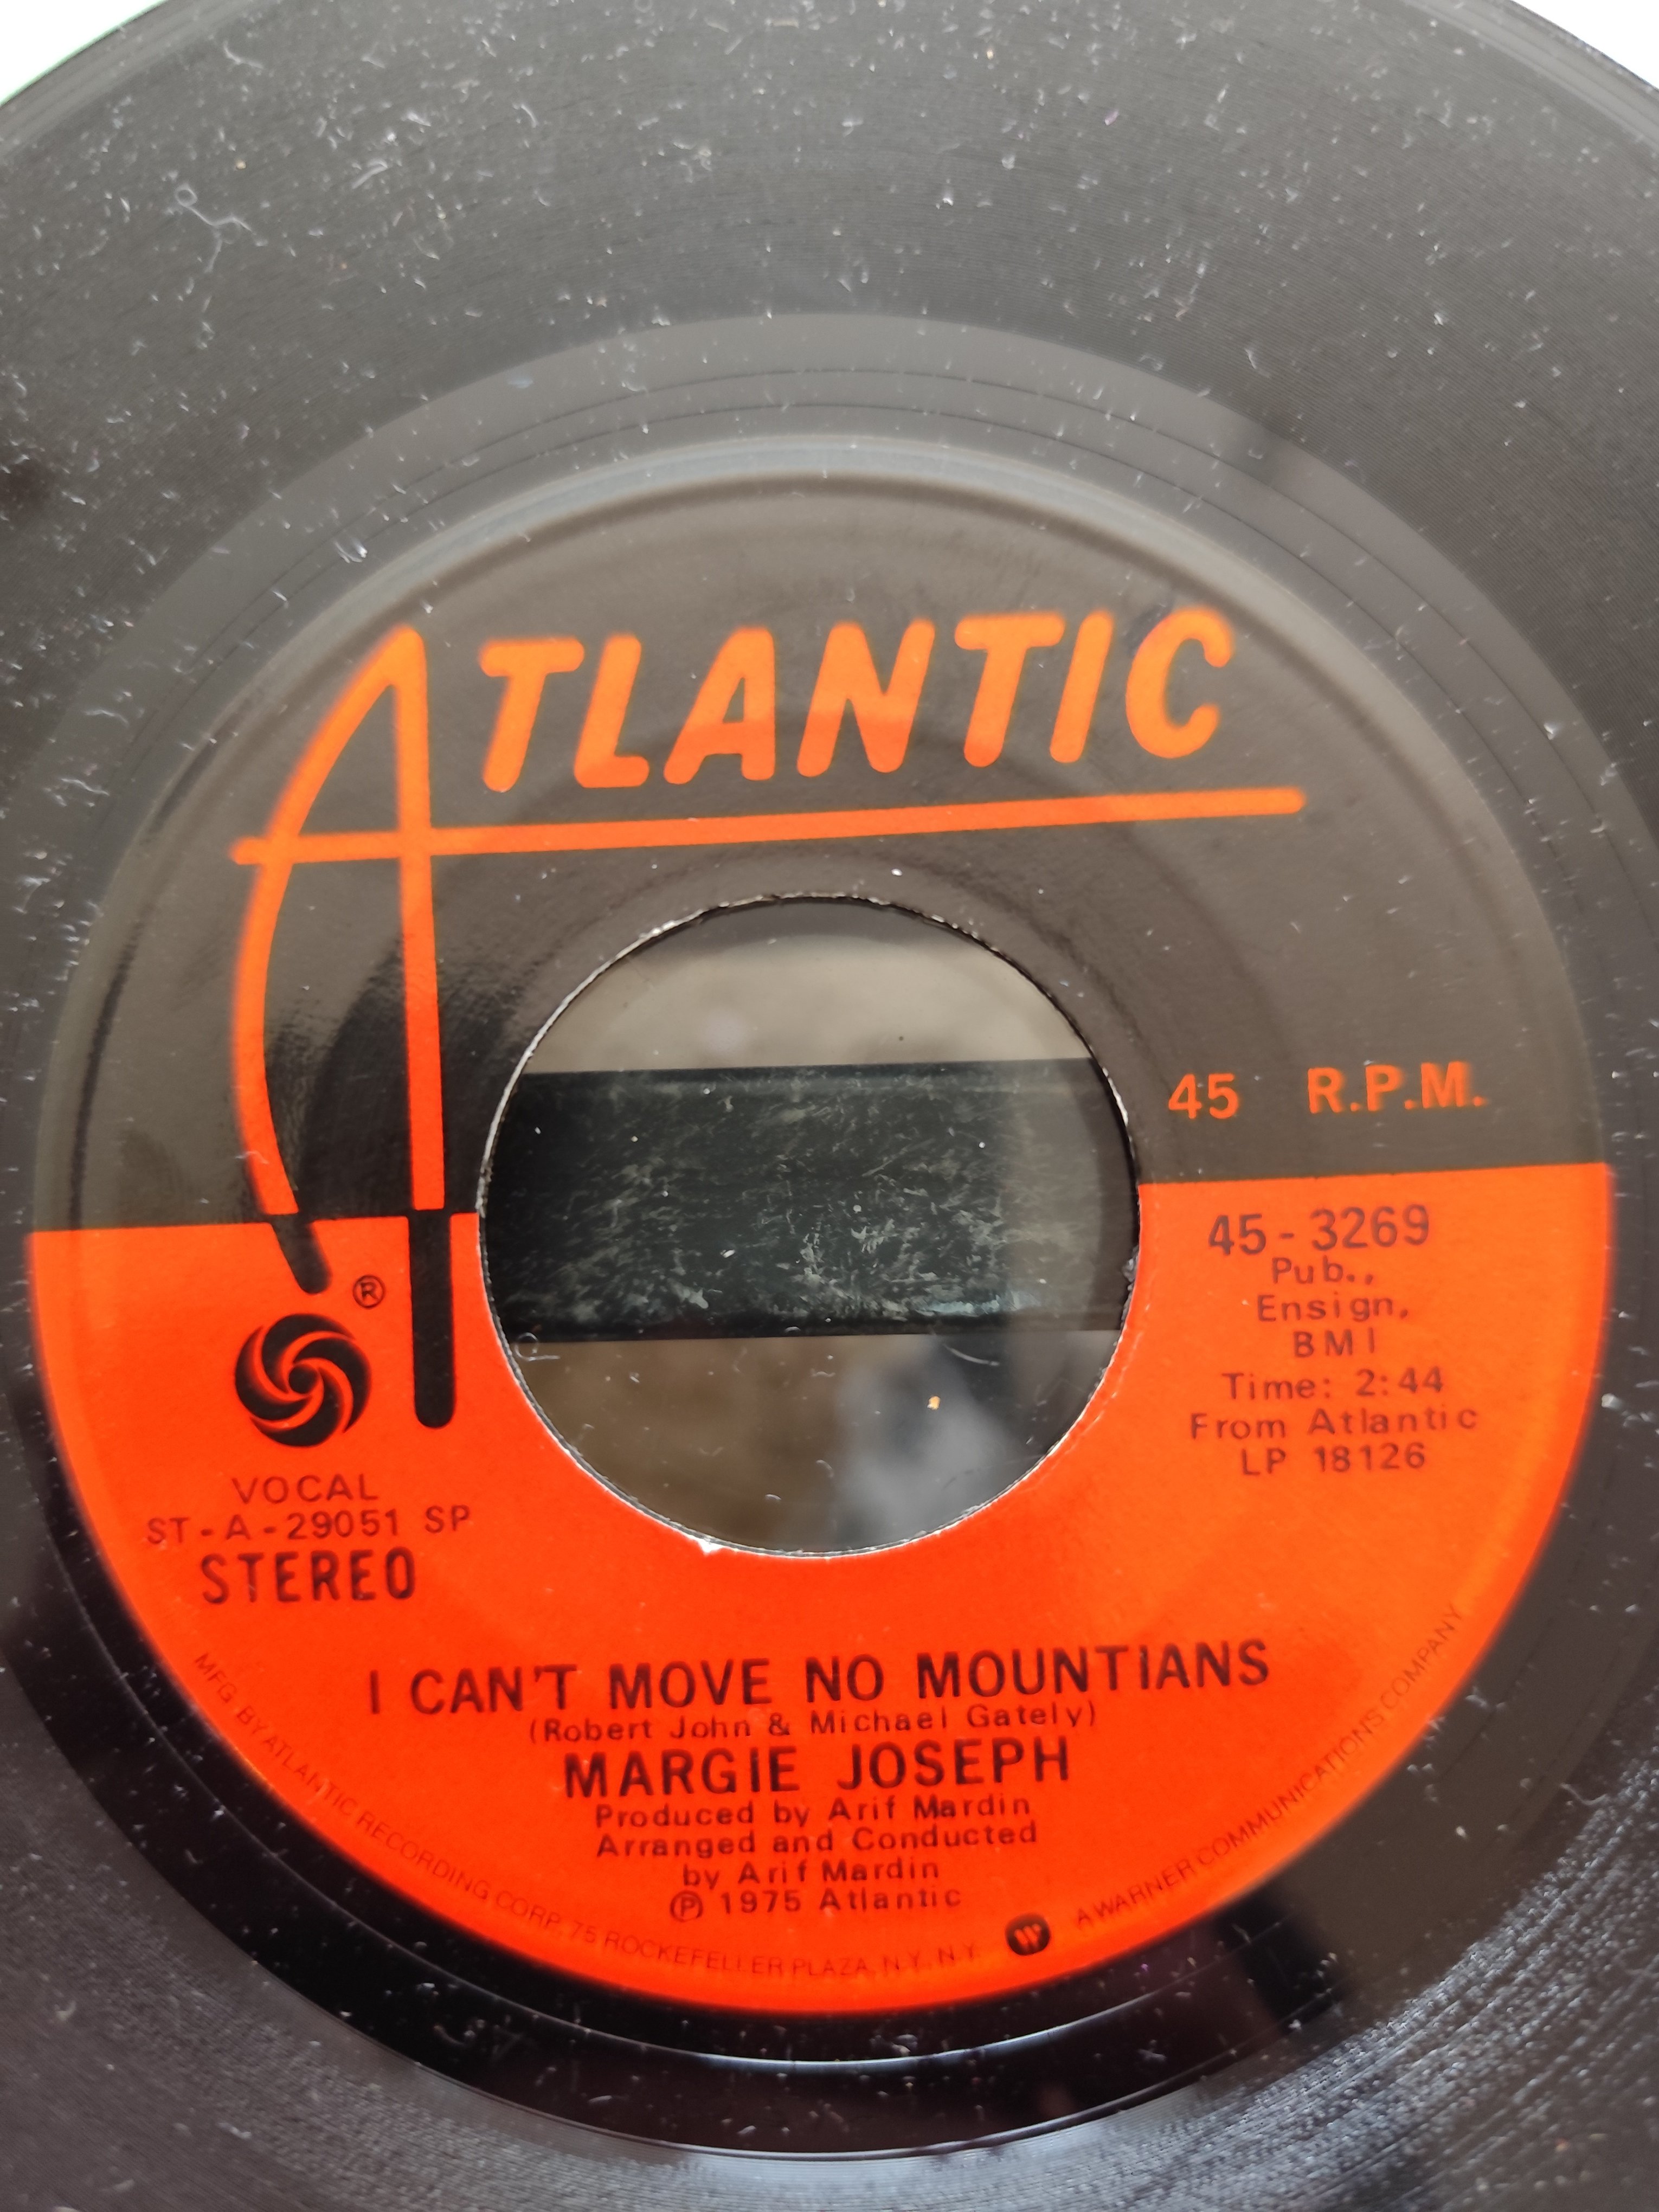 ATLANTIC
45 R.P.M.
45-3269
Pub.,
Ensign,
BMI
Time: 2:44
From Atlantic
LP 18126
®
VOCAL
ST-A-29051 SP
STEREO
I CAN'T MOVE NO MOUNTIANS
(Robert John & Michael Gately)
MARGIE JOSEPH
Produced by Arif Mardin
Arranged and Conducted
by Arif Mardin
℗ 1975 Atlantic
MFG BY ATLANTIC RECORDING CORP. 75 ROCKEFELLER PLAZA, N.Y., N.Y. W A WARNER COMMUNICATIONS COMPANY